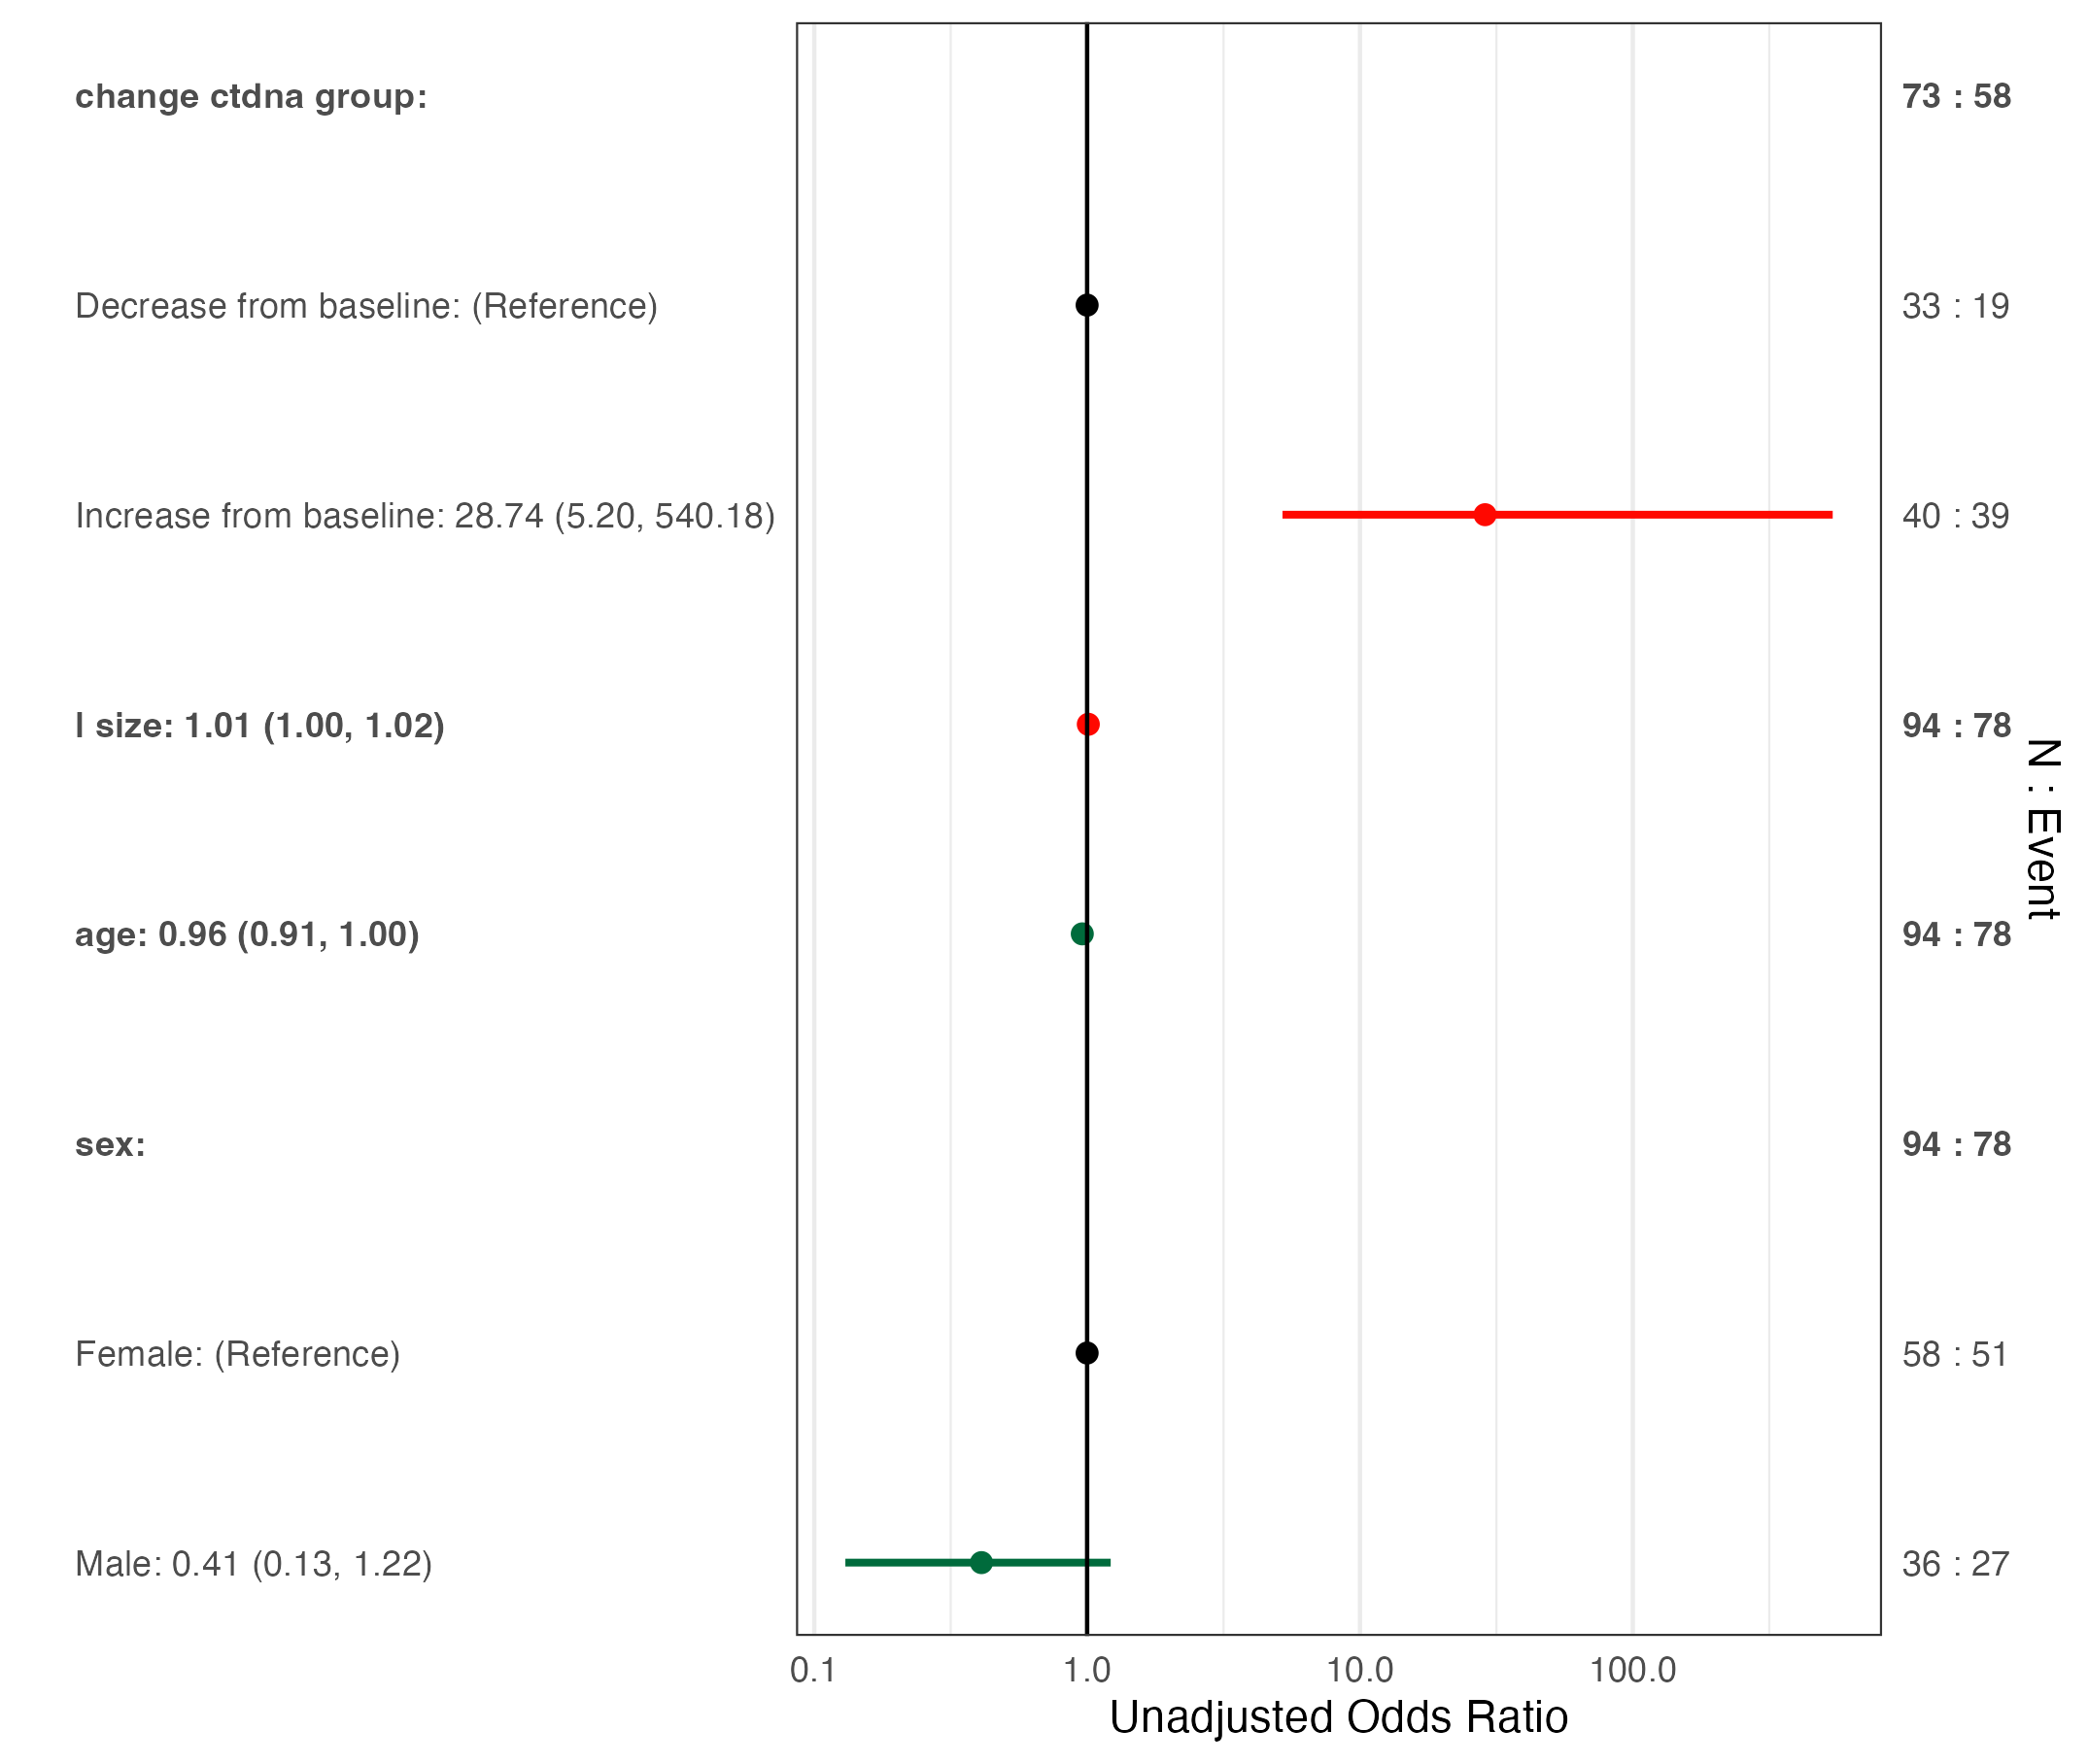 change ctdna group: 73 : 58
Decrease from baseline: (Reference) 33 : 19
Increase from baseline: 28.74 (5.20, 540.18) 40 : 39
l size: 1.01 (1.00, 1.02) 94 : 78
age: 0.96 (0.91, 1.00) 94 : 78
sex: 94 : 78
Female: (Reference) 58 : 51
Male: 0.41 (0.13, 1.22) 36 : 27
N : Event
0.1 1.0 10.0 100.0
Unadjusted Odds Ratio